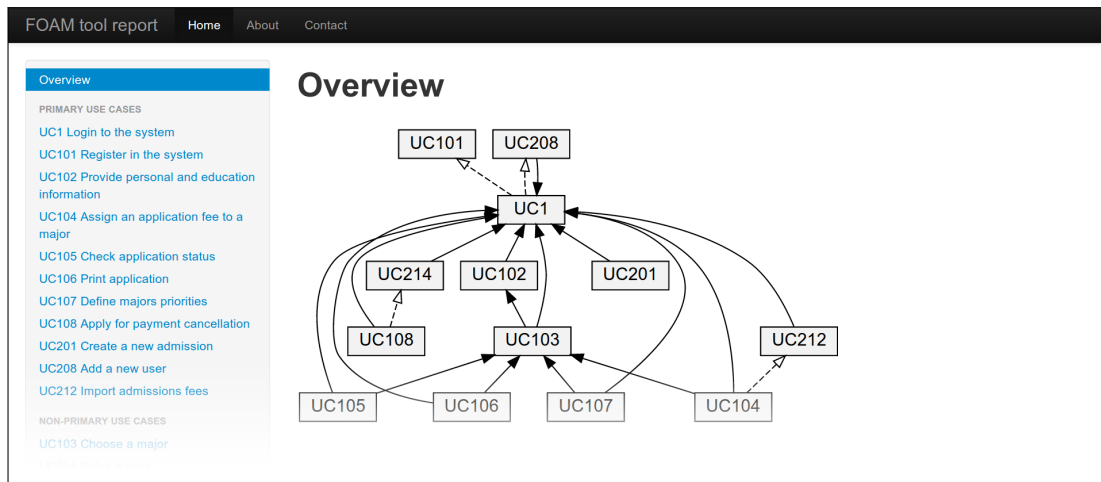 FOAM tool report Home About Contact
Overview
PRIMARY USE CASES
UC1 Login to the system
UC101 Register in the system
UC102 Provide personal and education
information
UC104 Assign an application fee to a
major
UC105 Check application status
UC106 Print application
UC107 Define majors priorities
UC108 Apply for payment cancellation
UC201 Create a new admission
UC208 Add a new user
UC212 Import admissions fees
NON-PRIMARY USE CASES
UC103 Choose a major
Overview
UC101 UC208
UC1
UC214 UC102 UC201
UC108 UC103 UC212
UC105 UC106 UC107 UC104